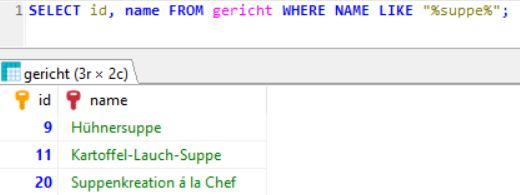 1 SELECT id, name FROM gericht WHERE NAME LIKE "%suppe%";
gericht (3r × 2c)
id name
9 Hühnersuppe
11 Kartoffel-Lauch-Suppe
20 Suppenkreation á la Chef